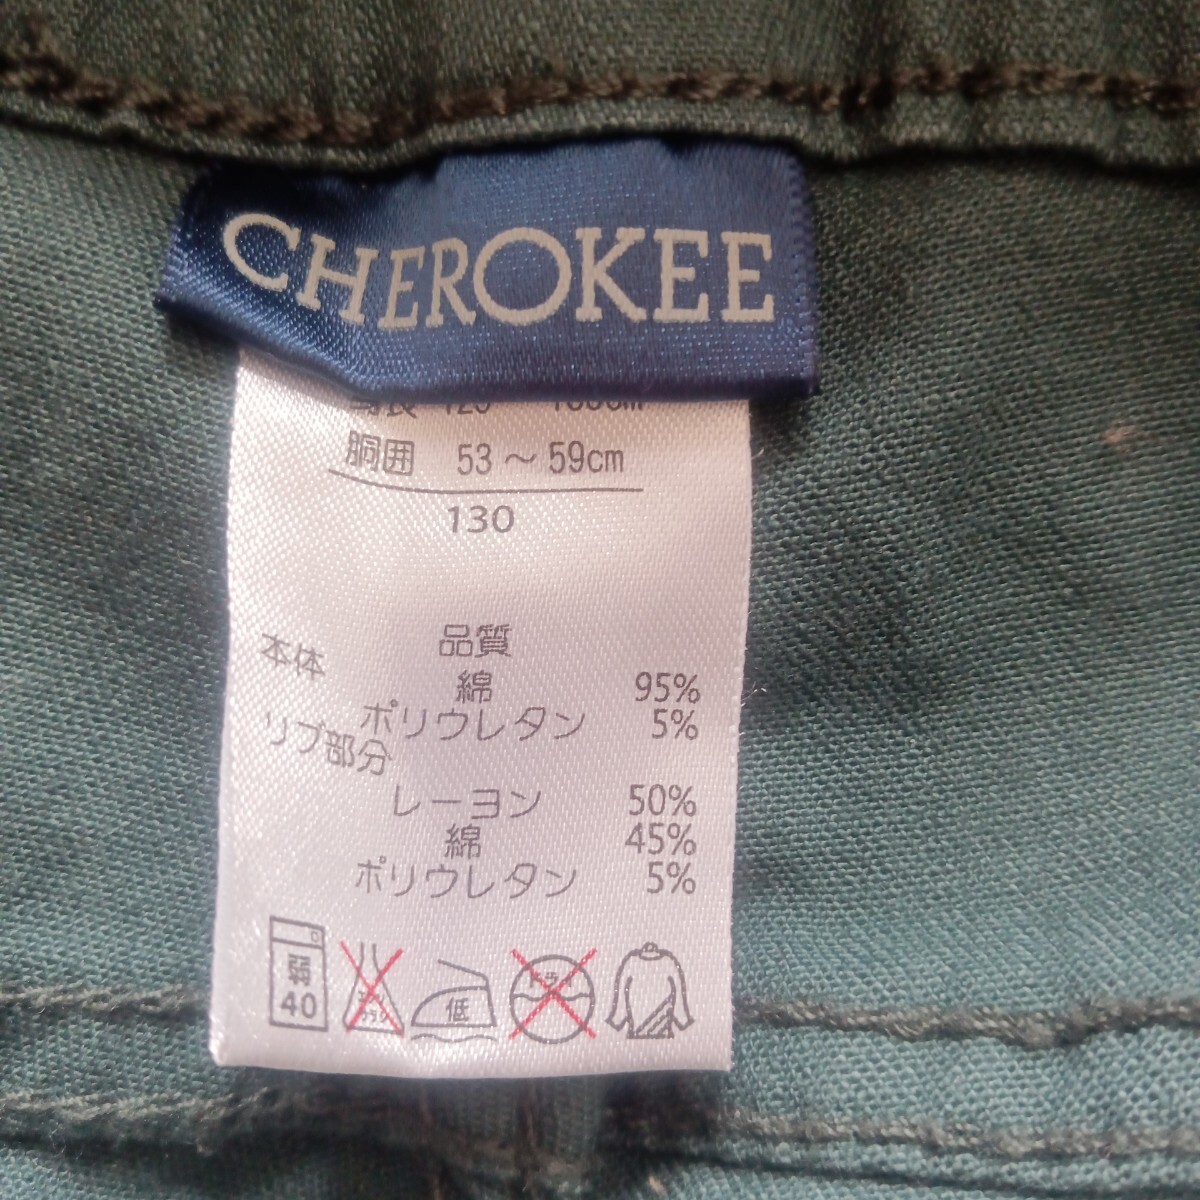 CHEROKEE
胴囲 53～59cm
130
品質
本体
綿 95%
ポリウレタン 5%
リブ部分
レーヨン 50%
綿 45%
ポリウレタン 5%
弱
40
低